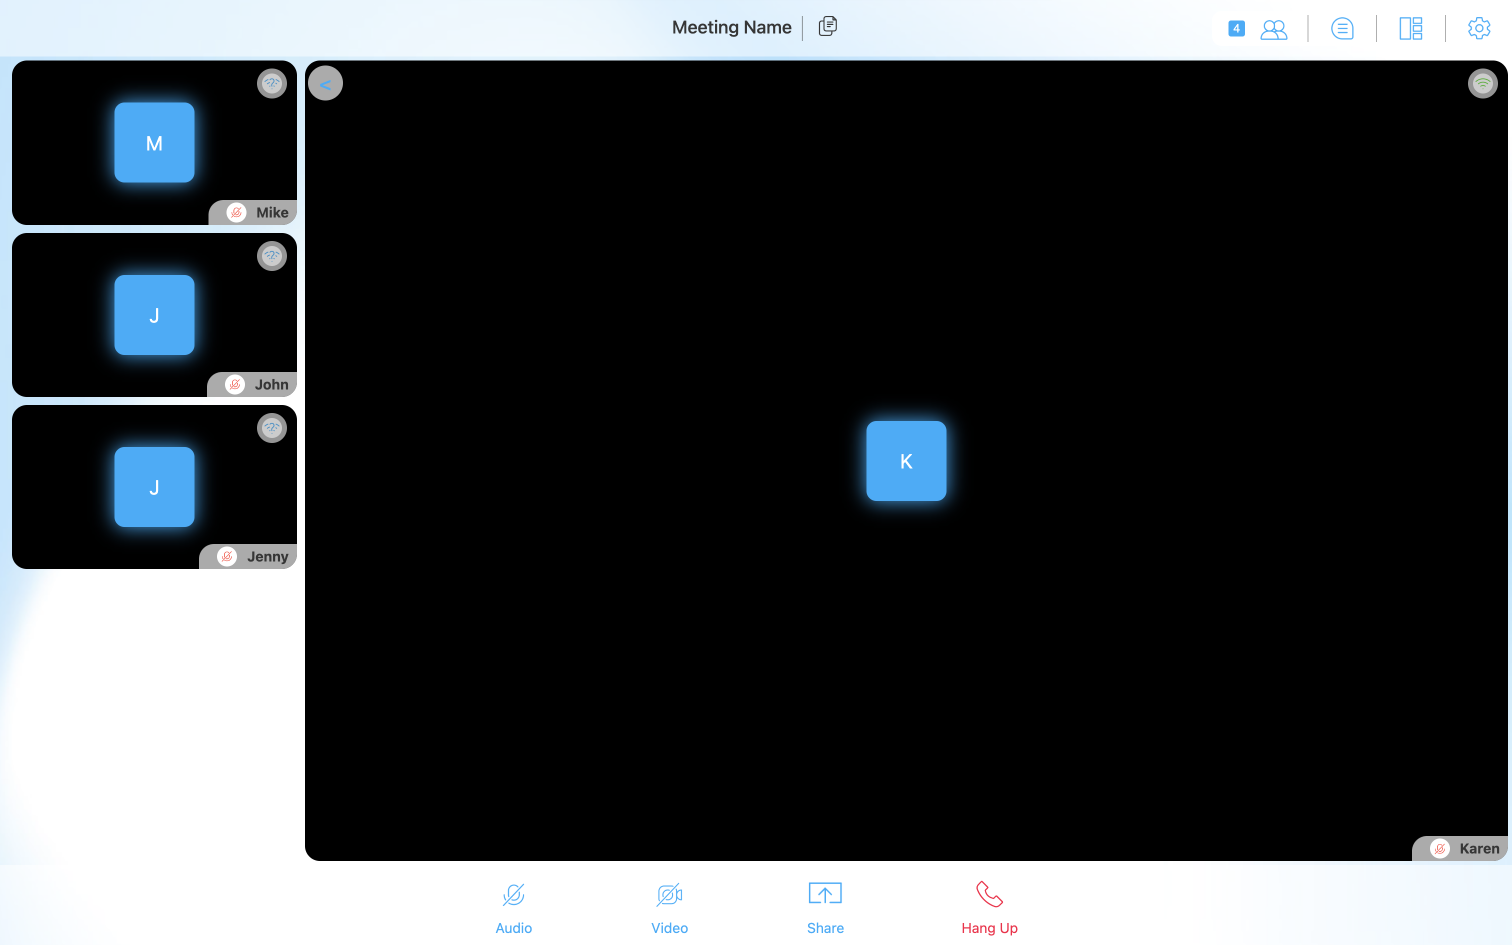 Meeting Name
4
M
Mike
J
John
J
Jenny
<
K
Karen
Audio
Video
Share
Hang Up